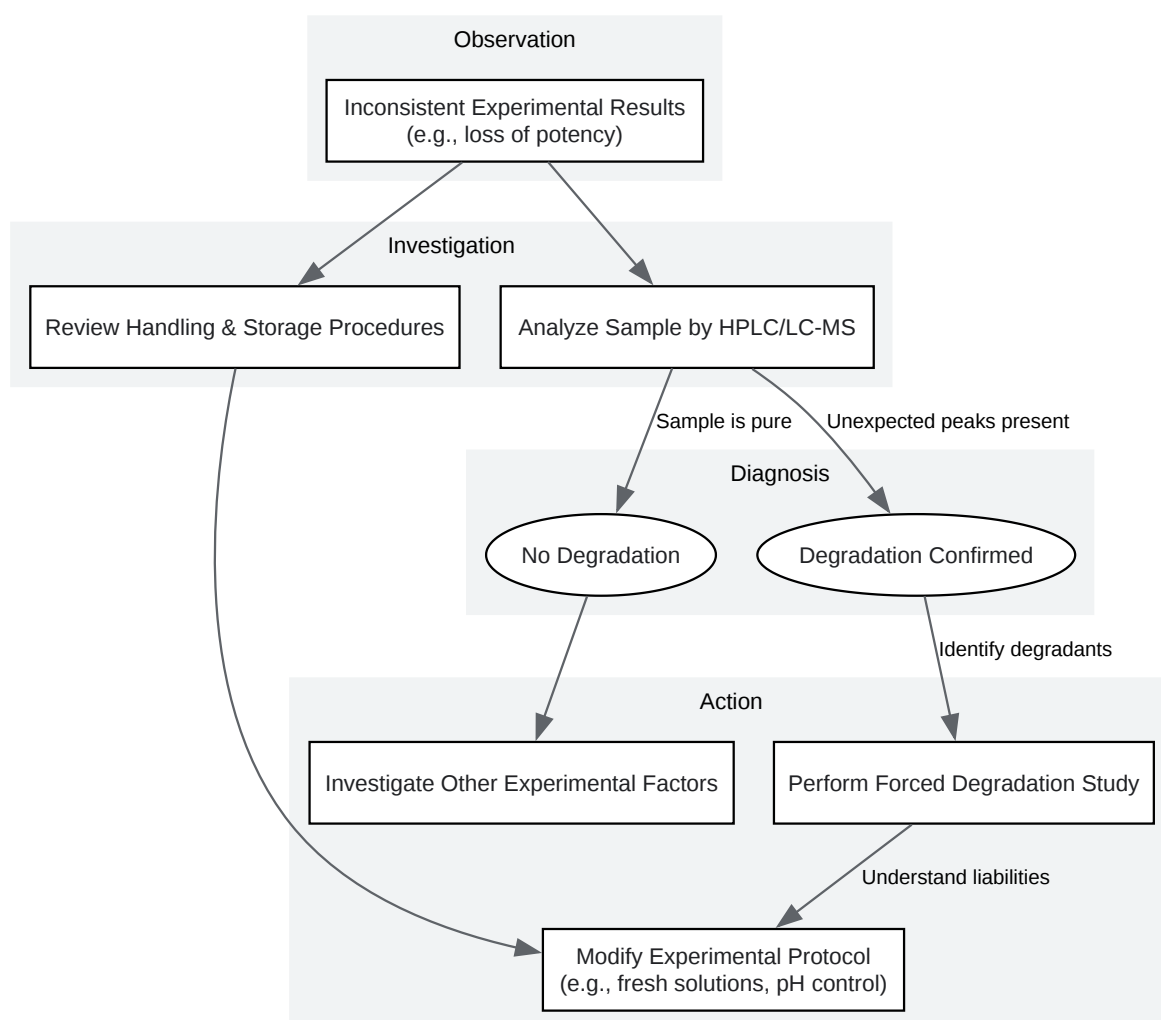 Observation
Inconsistent Experimental Results
(e.g., loss of potency)
Investigation
Review Handling & Storage Procedures
Analyze Sample by HPLC/LC-MS
Sample is pure
Unexpected peaks present
Diagnosis
No Degradation
Degradation Confirmed
Identify degradants
Action
Investigate Other Experimental Factors
Perform Forced Degradation Study
Understand liabilities
Modify Experimental Protocol
(e.g., fresh solutions, pH control)